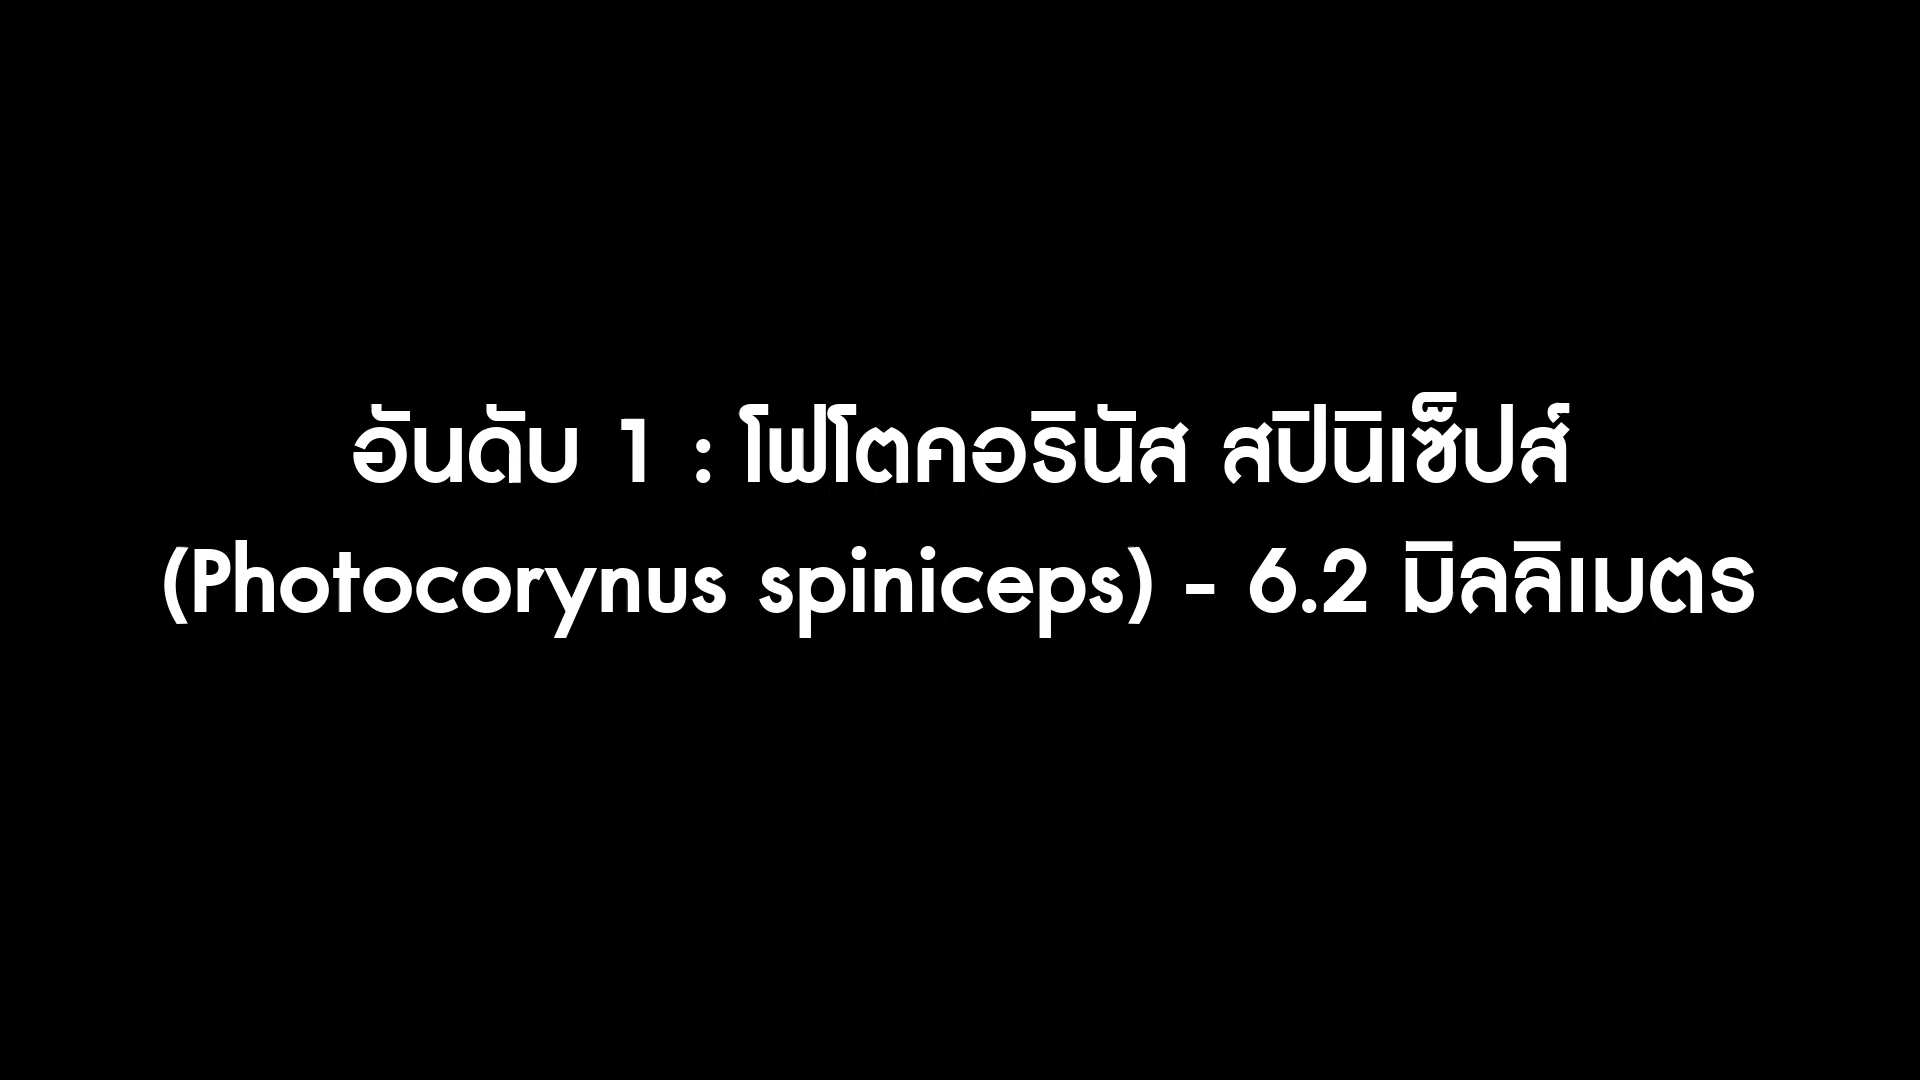 อันดับ 1 : โฟโตคอรินัส สปินิเซ็ปส์
(Photocorynus spiniceps) - 6.2 มิลลิเมตร